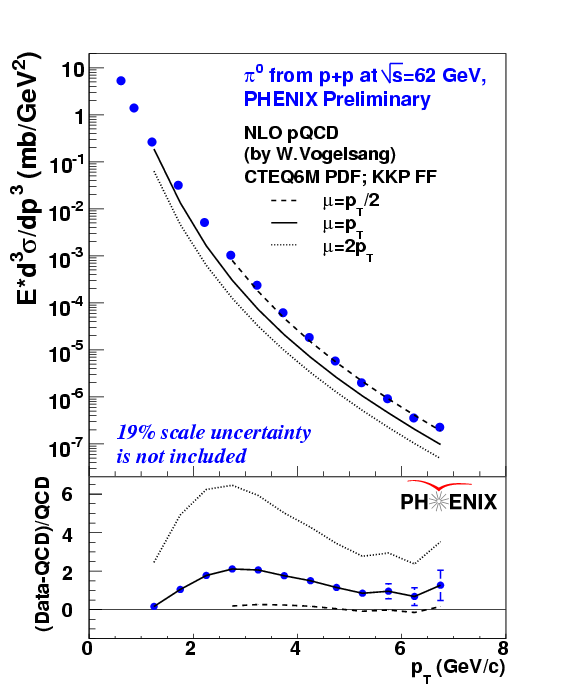 π⁰ from p+p at √s=62 GeV,
PHENIX Preliminary
NLO pQCD
(by W.Vogelsang)
CTEQ6M PDF; KKP FF
μ=p_T/2
μ=p_T
μ=2p_T
E*d³σ/dp³ (mb/GeV²)
10
1
10⁻¹
10⁻²
10⁻³
10⁻⁴
10⁻⁵
10⁻⁶
10⁻⁷
19% scale uncertainty
is not included
PHENIX
(Data-QCD)/QCD
6
4
2
0
0 2 4 6 8
p_T (GeV/c)